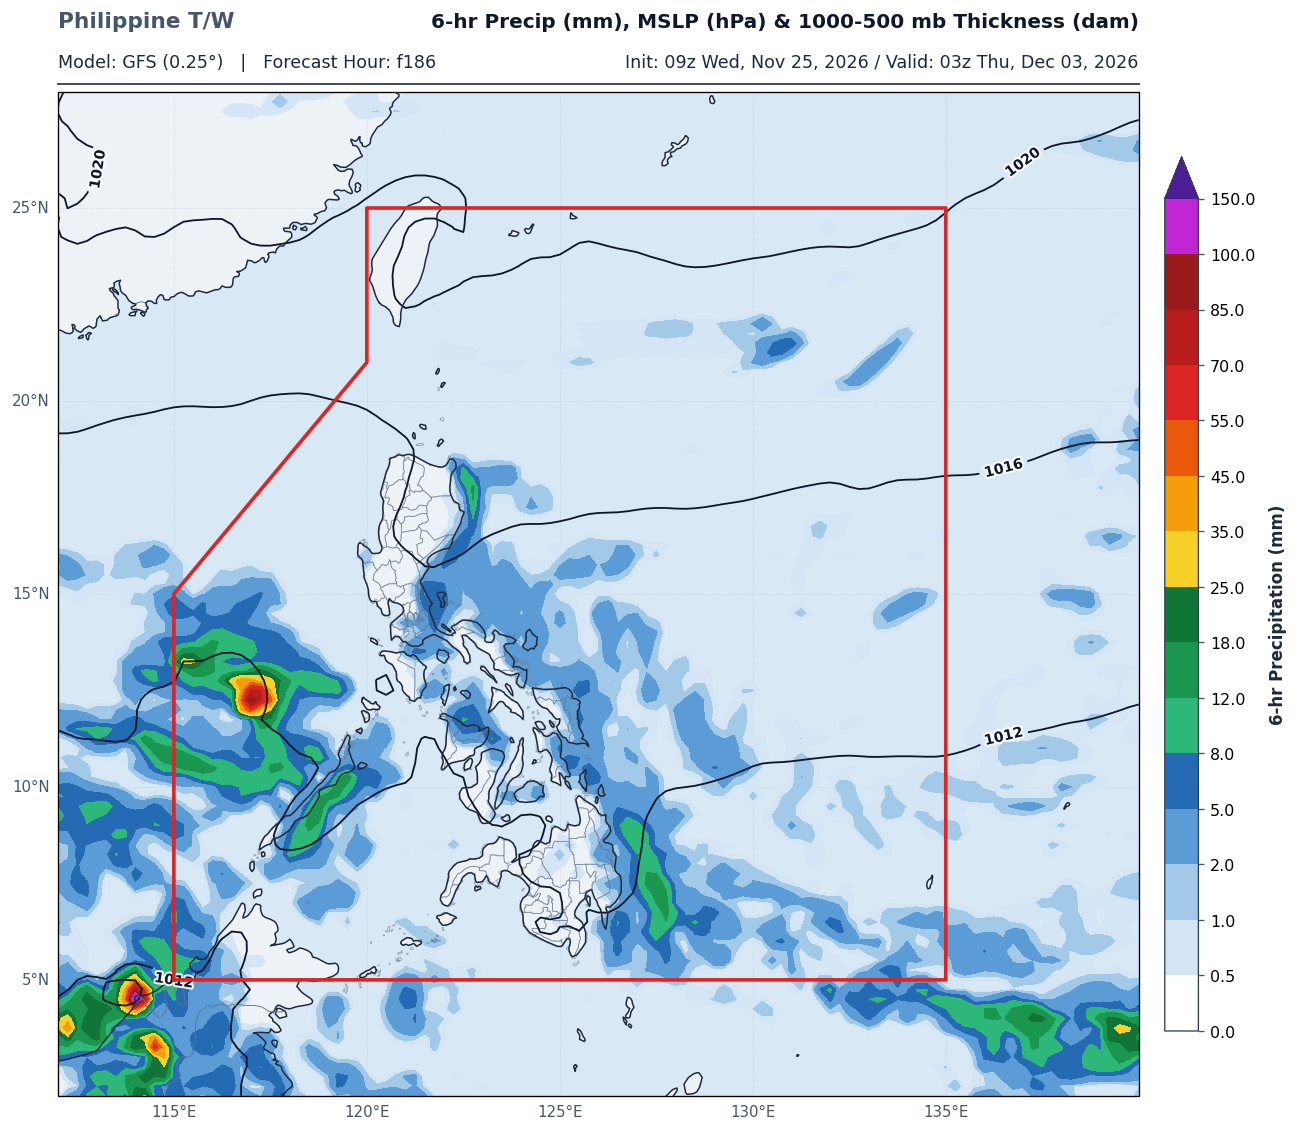 Philippine T/W
6-hr Precip (mm), MSLP (hPa) & 1000-500 mb Thickness (dam)
Model: GFS (0.25°) | Forecast Hour: f186
Init: 09z Wed, Nov 25, 2026 / Valid: 03z Thu, Dec 03, 2026
1020
1020
1016
1012
1012
25°N
20°N
15°N
10°N
5°N
115°E
120°E
125°E
130°E
135°E
150.0
100.0
85.0
70.0
55.0
45.0
35.0
25.0
18.0
12.0
8.0
5.0
2.0
1.0
0.5
0.0
6-hr Precipitation (mm)